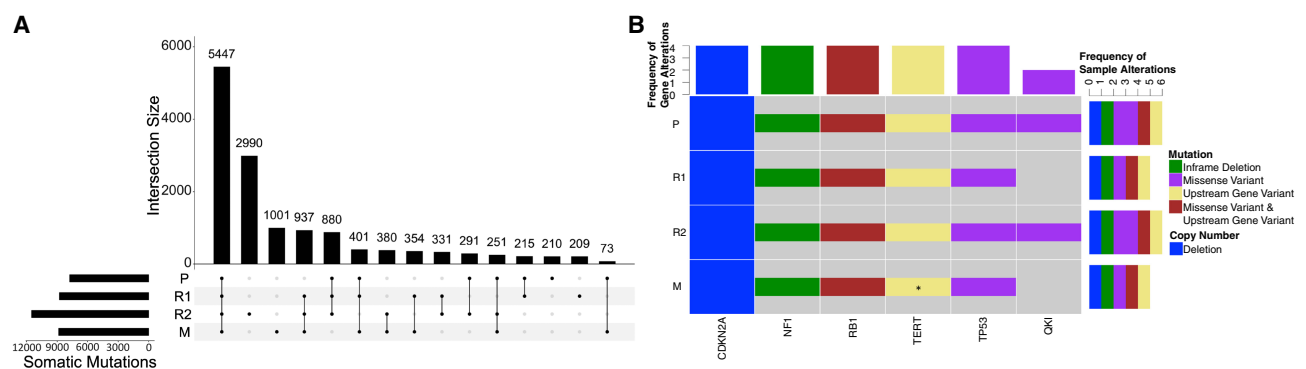 A
6000
4000
2000
0
Intersection Size
5447
2990
1001
937
880
401
380
354
331
291
251
215
210
209
73
P
R1
R2
M
12000 9000 6000 3000 0
Somatic Mutations
B
Frequency of
Gene Alterations
4
3
2
1
0
Frequency of
Sample Alterations
0 1 2 3 4 5 6
P
R1
R2
M
*
CDKN2A
NF1
RB1
TERT
TP53
QKI
Mutation
Inframe Deletion
Missense Variant
Upstream Gene Variant
Missense Variant &
Upstream Gene Variant
Copy Number
Deletion